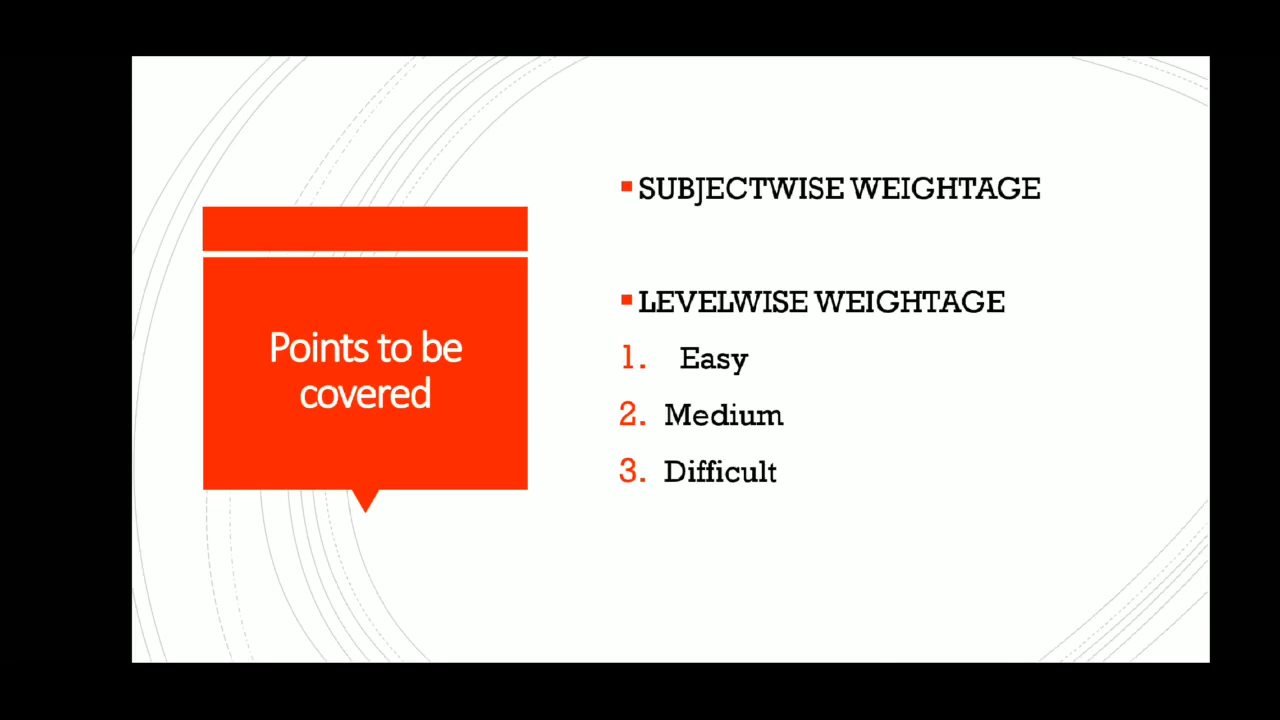 Points to be
covered
▪SUBJECTWISE WEIGHTAGE
▪LEVELWISE WEIGHTAGE
1. Easy
2. Medium
3. Difficult